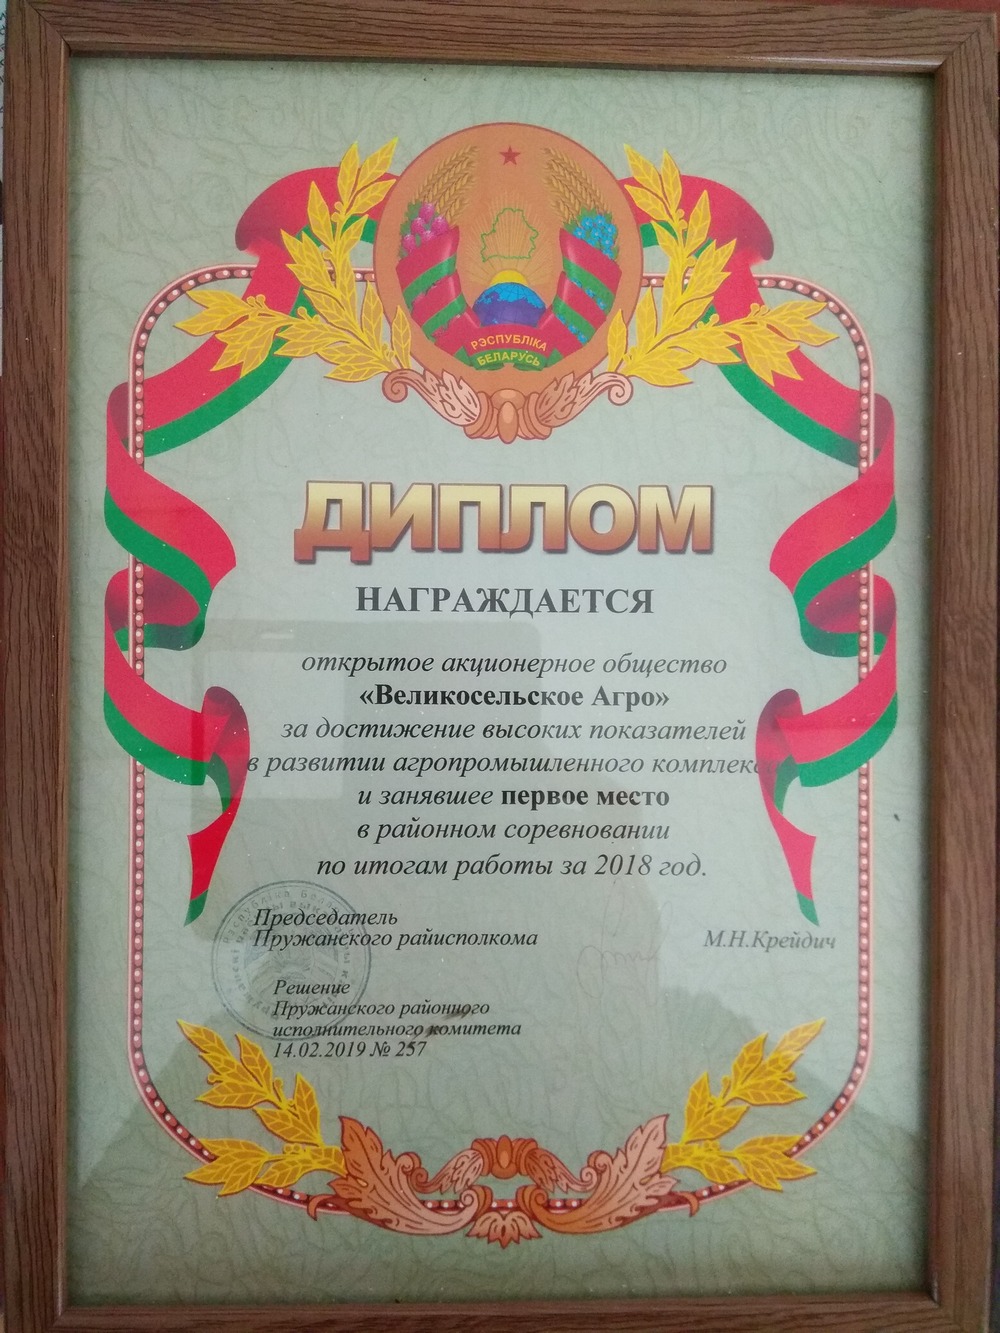 РЭСПУБЛІКА
БЕЛАРУСЬ
ДИПЛОМ
НАГРАЖДАЕТСЯ
открытое акционерное общество
«Великосельское Агро»
за достижение высоких показателей
в развитии агропромышленного комплекса
и занявшее первое место
в районном соревновании
по итогам работы за 2018 год.
Председатель
Пружанского райисполкома
М.Н.Крейдич
Решение
Пружанского районного
исполнительного комитета
14.02.2019 № 257